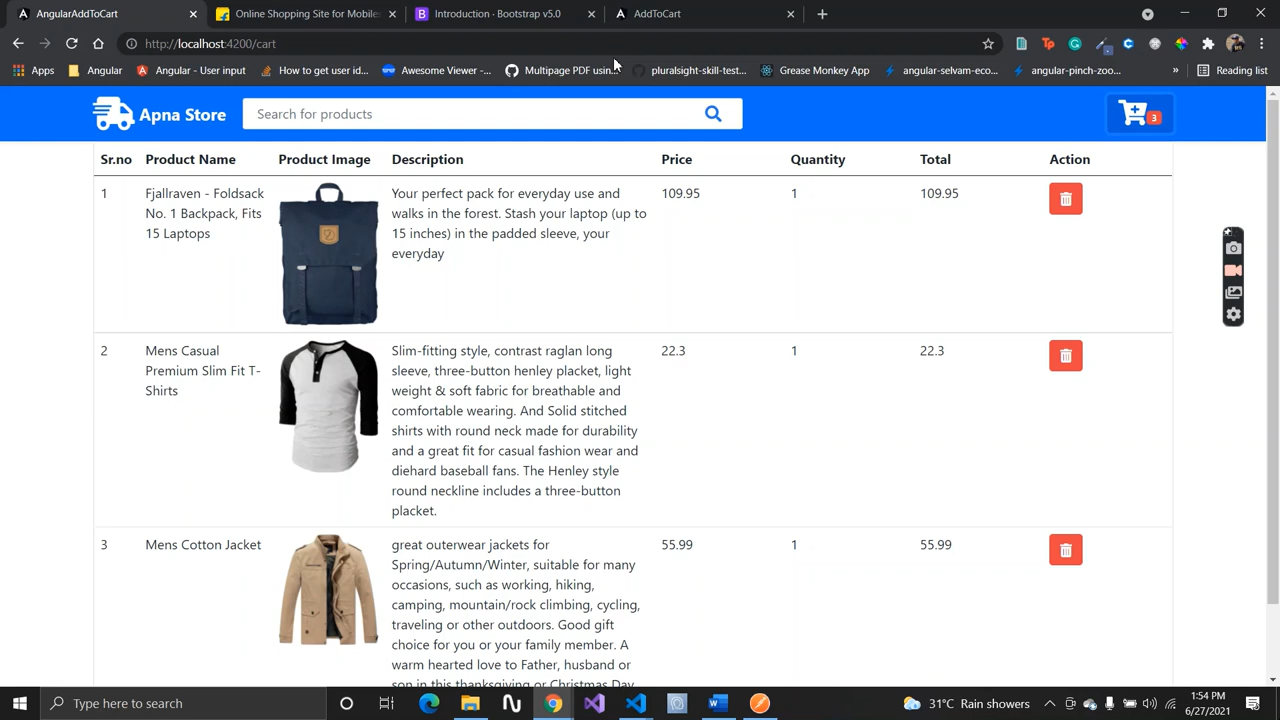 AngularAddToCart
Online Shopping Site for Mobiles
Introduction · Bootstrap v5.0
AddToCart
http://localhost:4200/cart
Apps
Angular
Angular - User input
How to get user id...
Awesome Viewer -...
Multipage PDF usin...
pluralsight-skill-test...
Grease Monkey App
angular-selvam-eco...
angular-pinch-zoo...
»
Reading list
Apna Store
Search for products
3
Sr.no Product Name Product Image Description Price Quantity Total Action
1
Fjallraven - Foldsack
No. 1 Backpack, Fits
15 Laptops
Your perfect pack for everyday use and
walks in the forest. Stash your laptop (up to
15 inches) in the padded sleeve, your
everyday
109.95
1
109.95
2
Mens Casual
Premium Slim Fit T-
Shirts
Slim-fitting style, contrast raglan long
sleeve, three-button henley placket, light
weight & soft fabric for breathable and
comfortable wearing. And Solid stitched
shirts with round neck made for durability
and a great fit for casual fashion wear and
diehard baseball fans. The Henley style
round neckline includes a three-button
placket.
22.3
1
22.3
3
Mens Cotton Jacket
great outerwear jackets for
Spring/Autumn/Winter, suitable for many
occasions, such as working, hiking,
camping, mountain/rock climbing, cycling,
traveling or other outdoors. Good gift
choice for you or your family member. A
warm hearted love to Father, husband or
son in this thanksgiving or Christmas Day.
55.99
1
55.99
Type here to search
31°C Rain showers
1:54 PM
6/27/2021